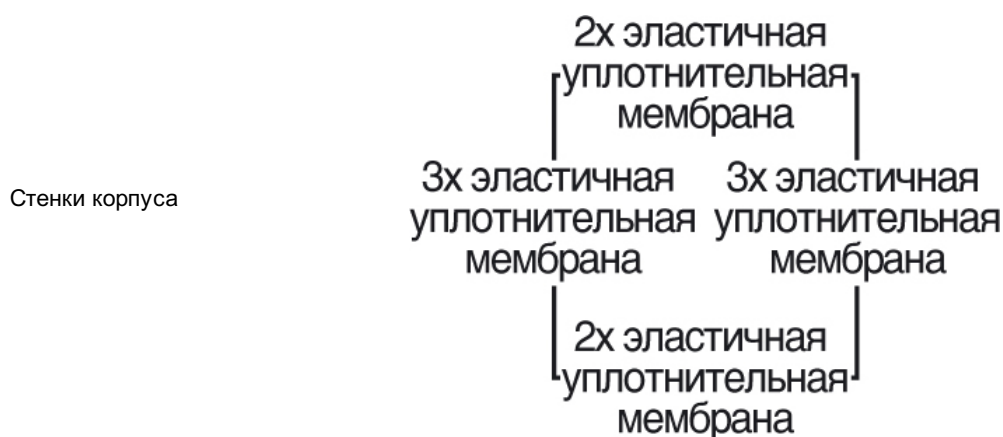 2x эластичная
уплотнительная
мембрана
Стенки корпуса
3x эластичная
уплотнительная
мембрана
3x эластичная
уплотнительная
мембрана
2x эластичная
уплотнительная
мембрана